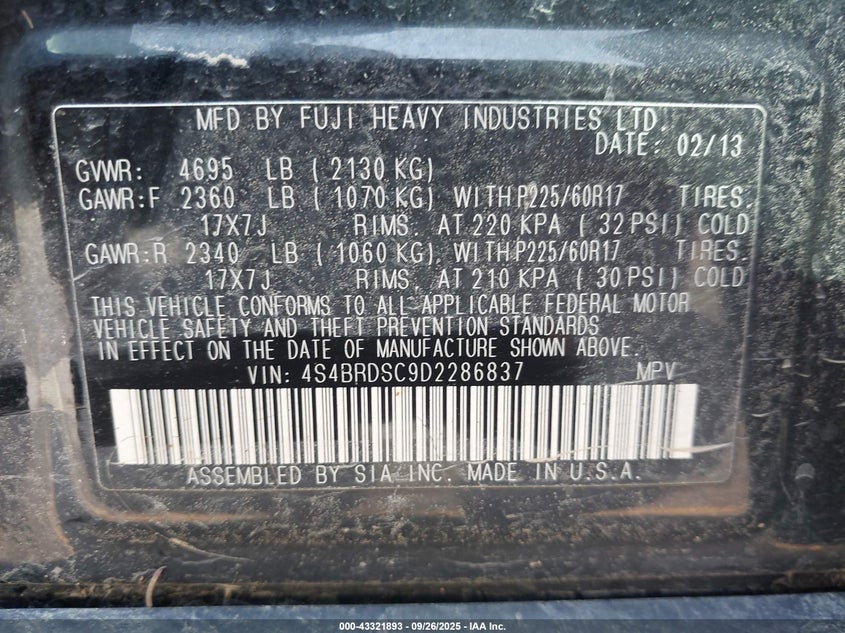 MFD BY FUJI HEAVY INDUSTRIES LTD.
DATE: 02/13
GVWR: 4695 LB ( 2130 KG)
GAWR:F 2360 LB ( 1070 KG) WITH P225/60R17 TIRES.
17X7J RIMS. AT 220 KPA ( 32 PSI) COLD
GAWR:R 2340 LB ( 1060 KG) WITH P225/60R17 TIRES.
17X7J RIMS. AT 210 KPA ( 30 PSI) COLD
THIS VEHICLE CONFORMS TO ALL APPLICABLE FEDERAL MOTOR
VEHICLE SAFETY AND THEFT PREVENTION STANDARDS
IN EFFECT ON THE DATE OF MANUFACTURE SHOWN ABOVE.
VIN: 4S4BRDSC9D2286837 MPV
ASSEMBLED BY SIA INC. MADE IN U.S.A.
000-43321893 - 09/26/2025 - IAA Inc.